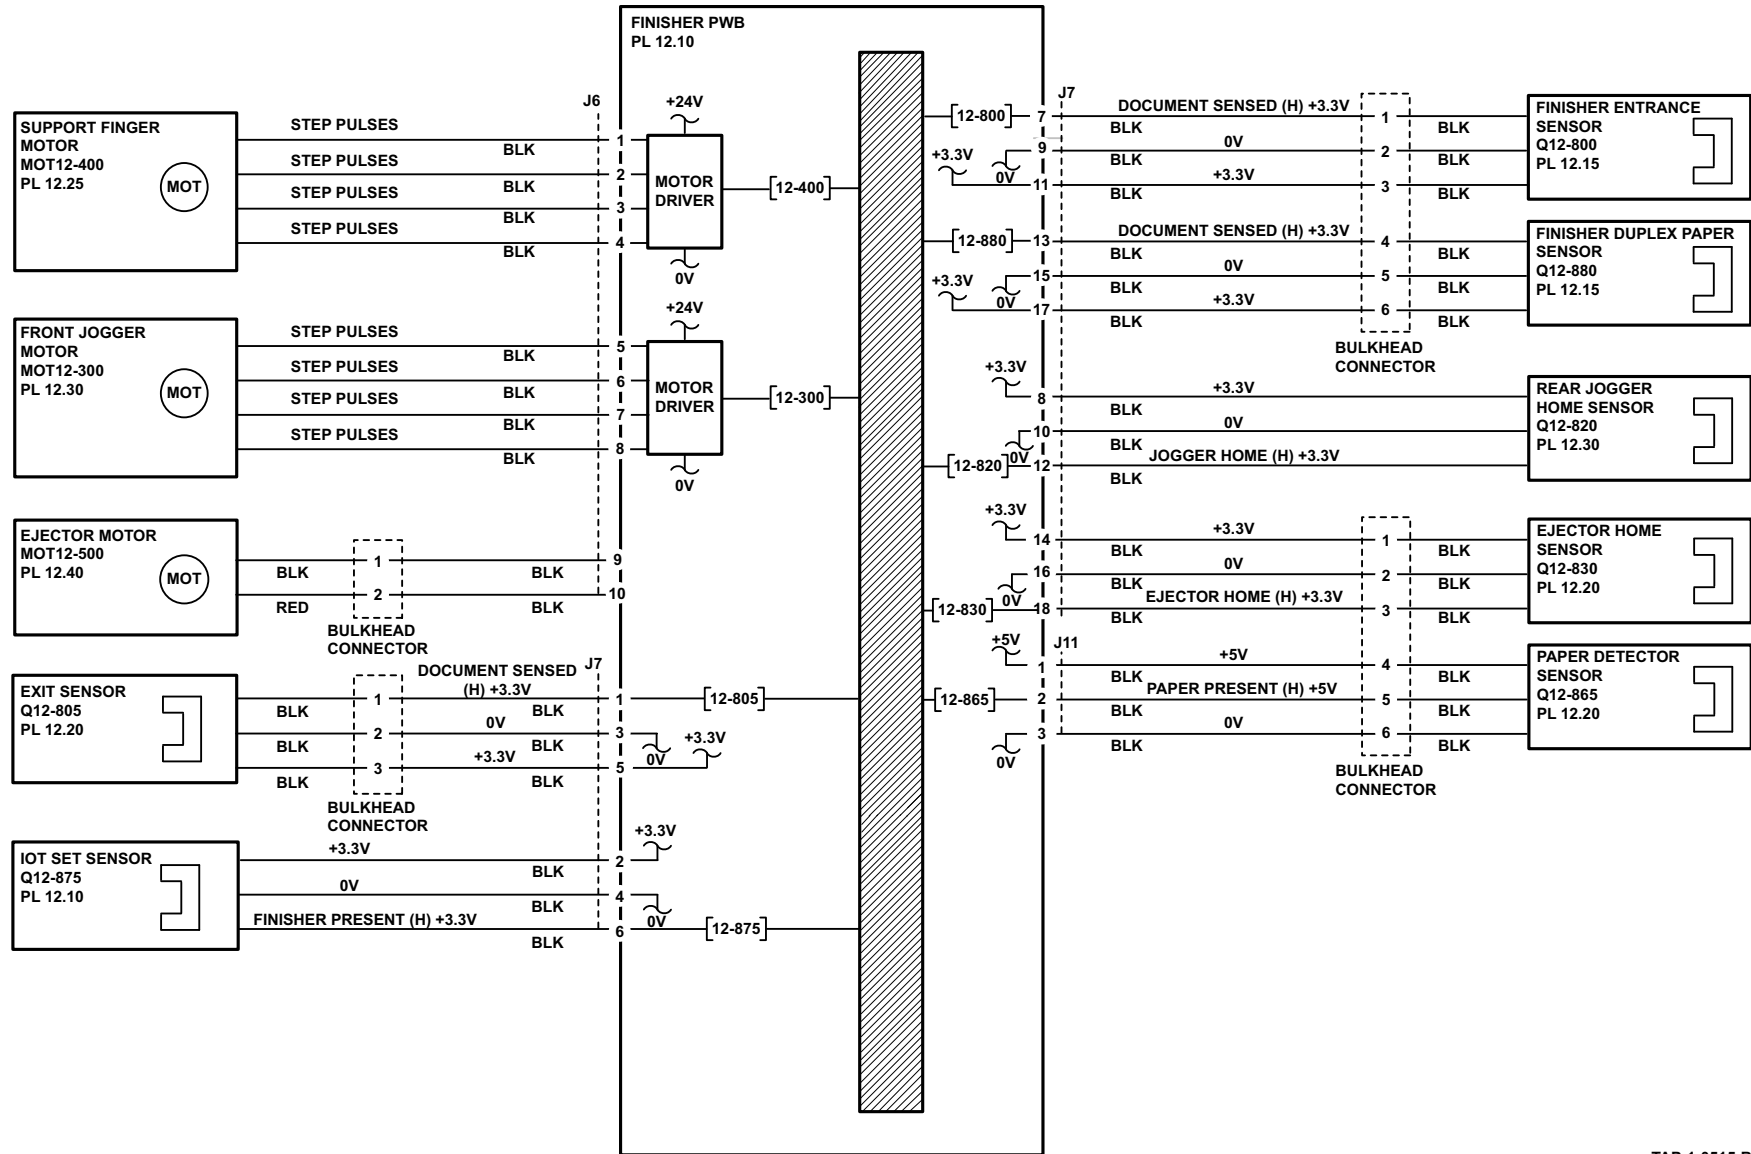 FINISHER PWB
PL 12.10
J6
SUPPORT FINGER
MOTOR
MOT12-400
PL 12.25
MOT
STEP PULSES
BLK
STEP PULSES
BLK
STEP PULSES
BLK
STEP PULSES
BLK
1
2
3
4
+24V
MOTOR
DRIVER
0V
12-400
FRONT JOGGER
MOTOR
MOT12-300
PL 12.30
MOT
STEP PULSES
BLK
STEP PULSES
BLK
STEP PULSES
BLK
STEP PULSES
BLK
5
6
7
8
+24V
MOTOR
DRIVER
0V
12-300
EJECTOR MOTOR
MOT12-500
PL 12.40
MOT
BLK
1
BLK
9
RED
2
BLK
10
BULKHEAD
CONNECTOR
EXIT SENSOR
Q12-805
PL 12.20
DOCUMENT SENSED
(H) +3.3V
J7
BLK
1
BLK
1
12-805
BLK
2
0V
BLK
3
0V
BLK
3
+3.3V
BLK
5
+3.3V
BULKHEAD
CONNECTOR
IOT SET SENSOR
Q12-875
PL 12.10
+3.3V
BLK
2
+3.3V
0V
BLK
4
0V
FINISHER PRESENT (H) +3.3V
BLK
6
12-875
J7
12-800
7
DOCUMENT SENSED (H) +3.3V
BLK
1
BLK
0V
9
0V
BLK
2
BLK
+3.3V
11
+3.3V
BLK
3
BLK
FINISHER ENTRANCE
SENSOR
Q12-800
PL 12.15
12-880
13
DOCUMENT SENSED (H) +3.3V
BLK
4
BLK
0V
15
0V
BLK
5
BLK
+3.3V
17
+3.3V
BLK
6
BLK
FINISHER DUPLEX PAPER
SENSOR
Q12-880
PL 12.15
BULKHEAD
CONNECTOR
+3.3V
8
+3.3V
BLK
0V
10
0V
BLK
12-820
12
JOGGER HOME (H) +3.3V
BLK
REAR JOGGER
HOME SENSOR
Q12-820
PL 12.30
+3.3V
14
+3.3V
BLK
1
BLK
0V
16
0V
BLK
2
BLK
12-830
18
EJECTOR HOME (H) +3.3V
BLK
3
BLK
EJECTOR HOME
SENSOR
Q12-830
PL 12.20
J11
+5V
1
+5V
BLK
4
BLK
12-865
2
PAPER PRESENT (H) +5V
BLK
5
BLK
0V
3
0V
BLK
6
BLK
PAPER DETECTOR
SENSOR
Q12-865
PL 12.20
BULKHEAD
CONNECTOR